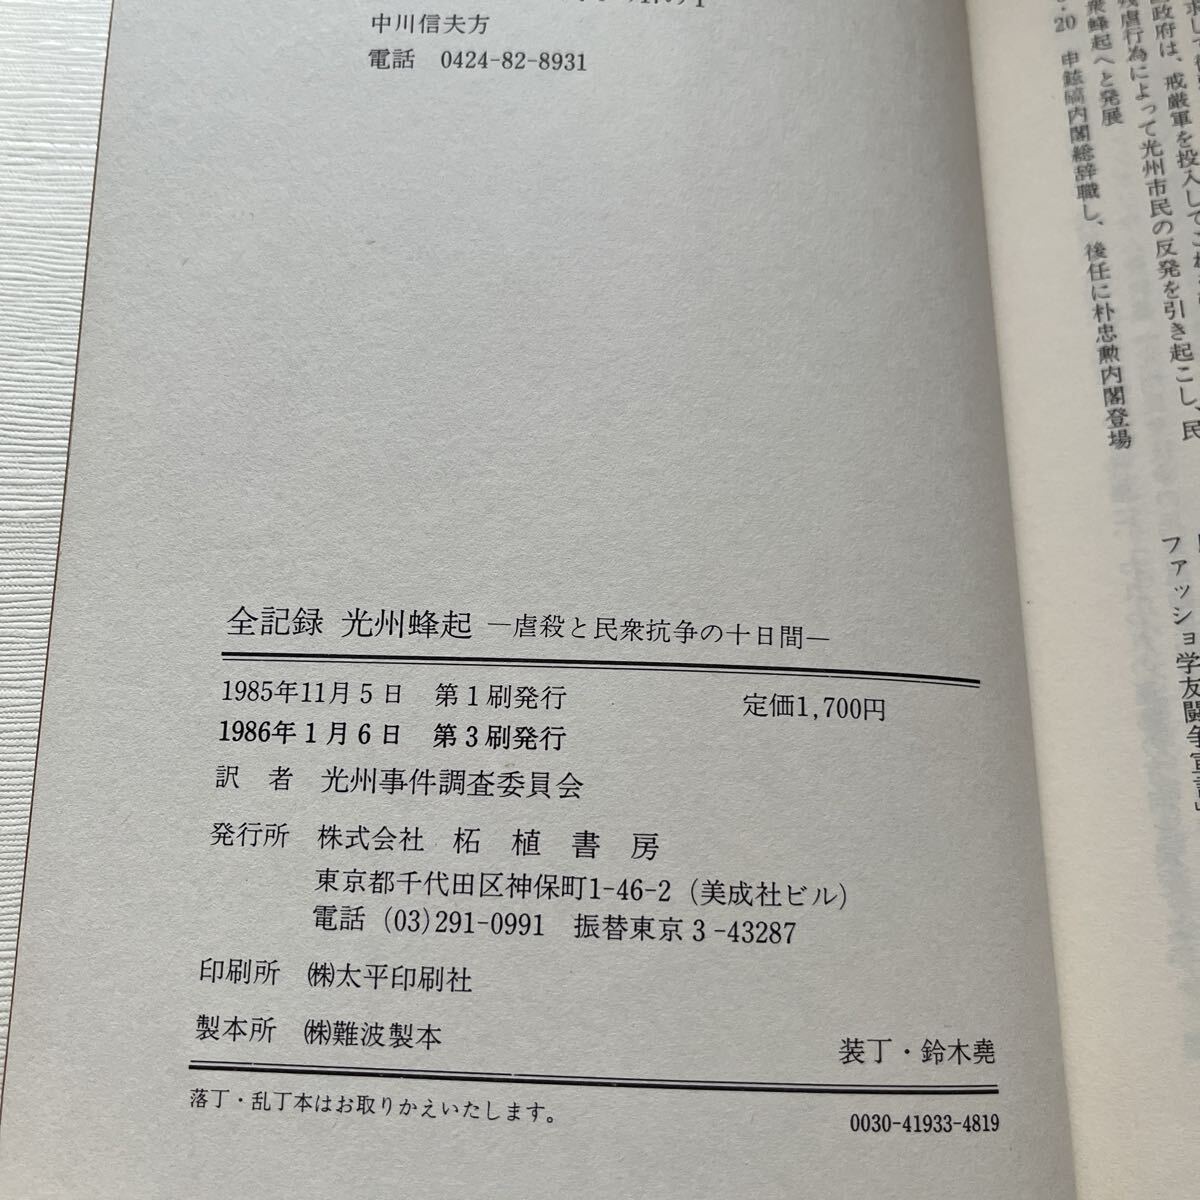 中川信夫方
電話 0424-82-8931
全記録 光州蜂起 ―虐殺と民衆抗争の十日間―
1985年11月5日 第1刷発行 定価1,700円
1986年1月6日 第3刷発行
訳者 光州事件調査委員会
発行所 株式会社 柘植書房
東京都千代田区神保町1-46-2(美成社ビル)
電話 (03)291-0991 振替東京3-43287
印刷所 ㈱太平印刷社
製本所 ㈱難波製本
装丁・鈴木堯
落丁・乱丁本はお取りかえいたします。
0030-41933-4819
政府は、戒厳軍を投入して
残虐行為によって光州市民の反発を引き起こし、民
衆蜂起へと発展
・20 申鉉碻内閣総辞職し、後任に朴忠勲内閣登場
ファッショ学友闘争宣言」